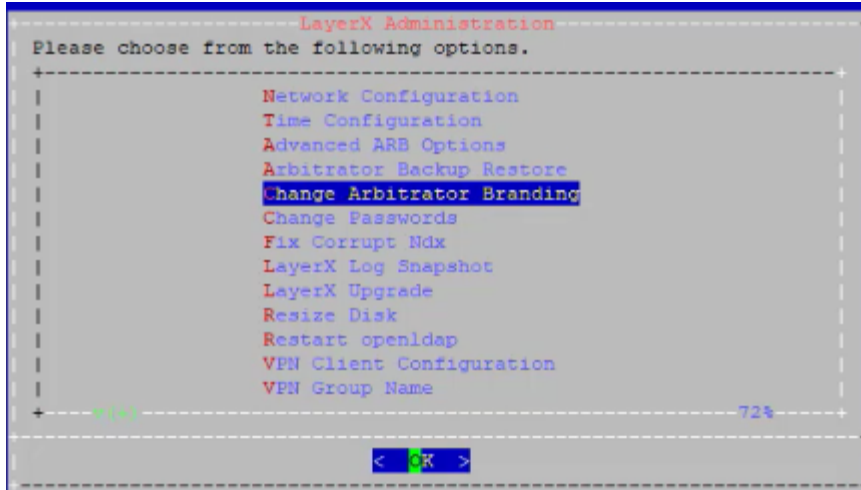 LayerX Administration
Please choose from the following options.
Network Configuration
Time Configuration
Advanced ARB Options
Arbitrator Backup Restore
Change Arbitrator Branding
Change Passwords
Fix Corrupt Ndx
LayerX Log Snapshot
LayerX Upgrade
Resize Disk
Restart openldap
VPN Client Configuration
VPN Group Name
72%
< OK >